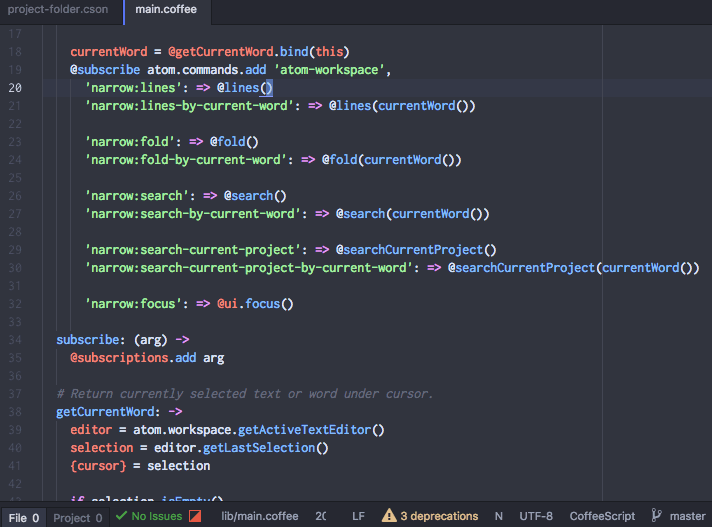 project-folder.cson main.coffee
17
18 currentWord = @getCurrentWord.bind(this)
19 @subscribe atom.commands.add 'atom-workspace',
20 'narrow:lines': => @lines()
21 'narrow:lines-by-current-word': => @lines(currentWord())
22
23 'narrow:fold': => @fold()
24 'narrow:fold-by-current-word': => @fold(currentWord())
25
26 'narrow:search': => @search()
27 'narrow:search-by-current-word': => @search(currentWord())
28
29 'narrow:search-current-project': => @searchCurrentProject()
30 'narrow:search-current-project-by-current-word': => @searchCurrentProject(currentWord())
31
32 'narrow:focus': => @ui.focus()
33
34 subscribe: (arg) ->
35 @subscriptions.add arg
36
37 # Return currently selected text or word under cursor.
38 getCurrentWord: ->
39 editor = atom.workspace.getActiveTextEditor()
40 selection = editor.getLastSelection()
41 {cursor} = selection
42
43 if selection.isEmpty()
File 0 Project 0 No Issues lib/main.coffee 20 LF 3 deprecations N UTF-8 CoffeeScript master